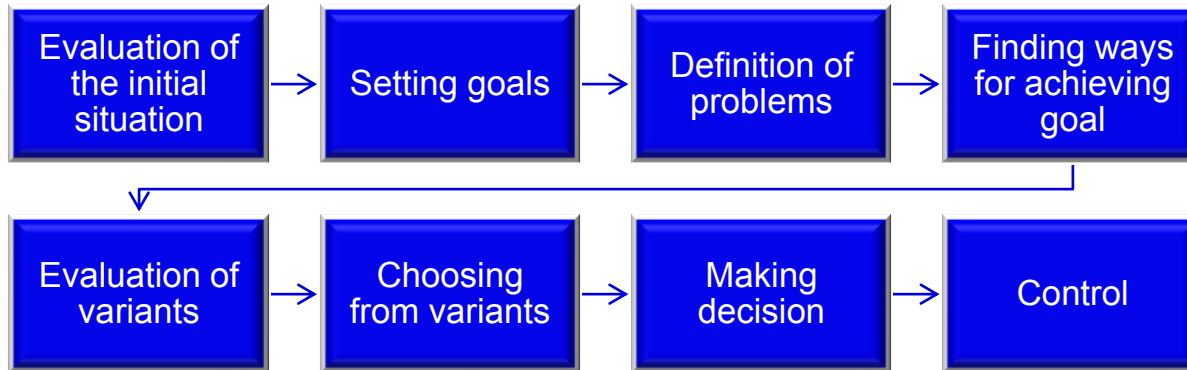 Evaluation of
the initial
situation
Setting goals
Definition of
problems
Finding ways
for achieving
goal
Evaluation of
variants
Choosing
from variants
Making
decision
Control